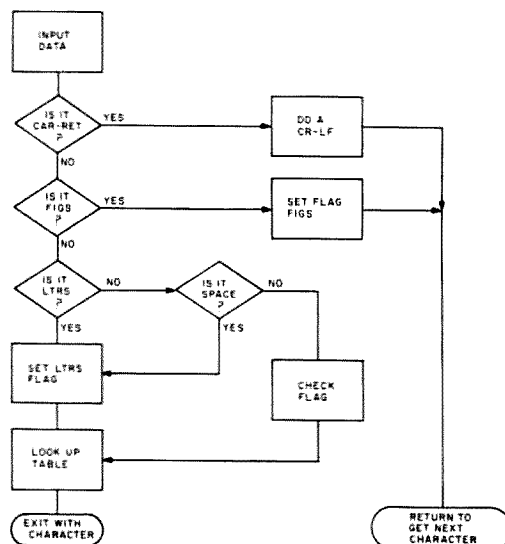 INPUT
DATA
IS IT
CAR-RET
?
YES
DO A
CR-LF
NO
IS IT
FIGS
?
YES
SET FLAG
FIGS
NO
IS IT
LTRS
?
NO
IS IT
SPACE
?
NO
YES
YES
SET LTRS
FLAG
CHECK
FLAG
LOOK UP
TABLE
EXIT WITH
CHARACTER
RETURN TO
GET NEXT
CHARACTER